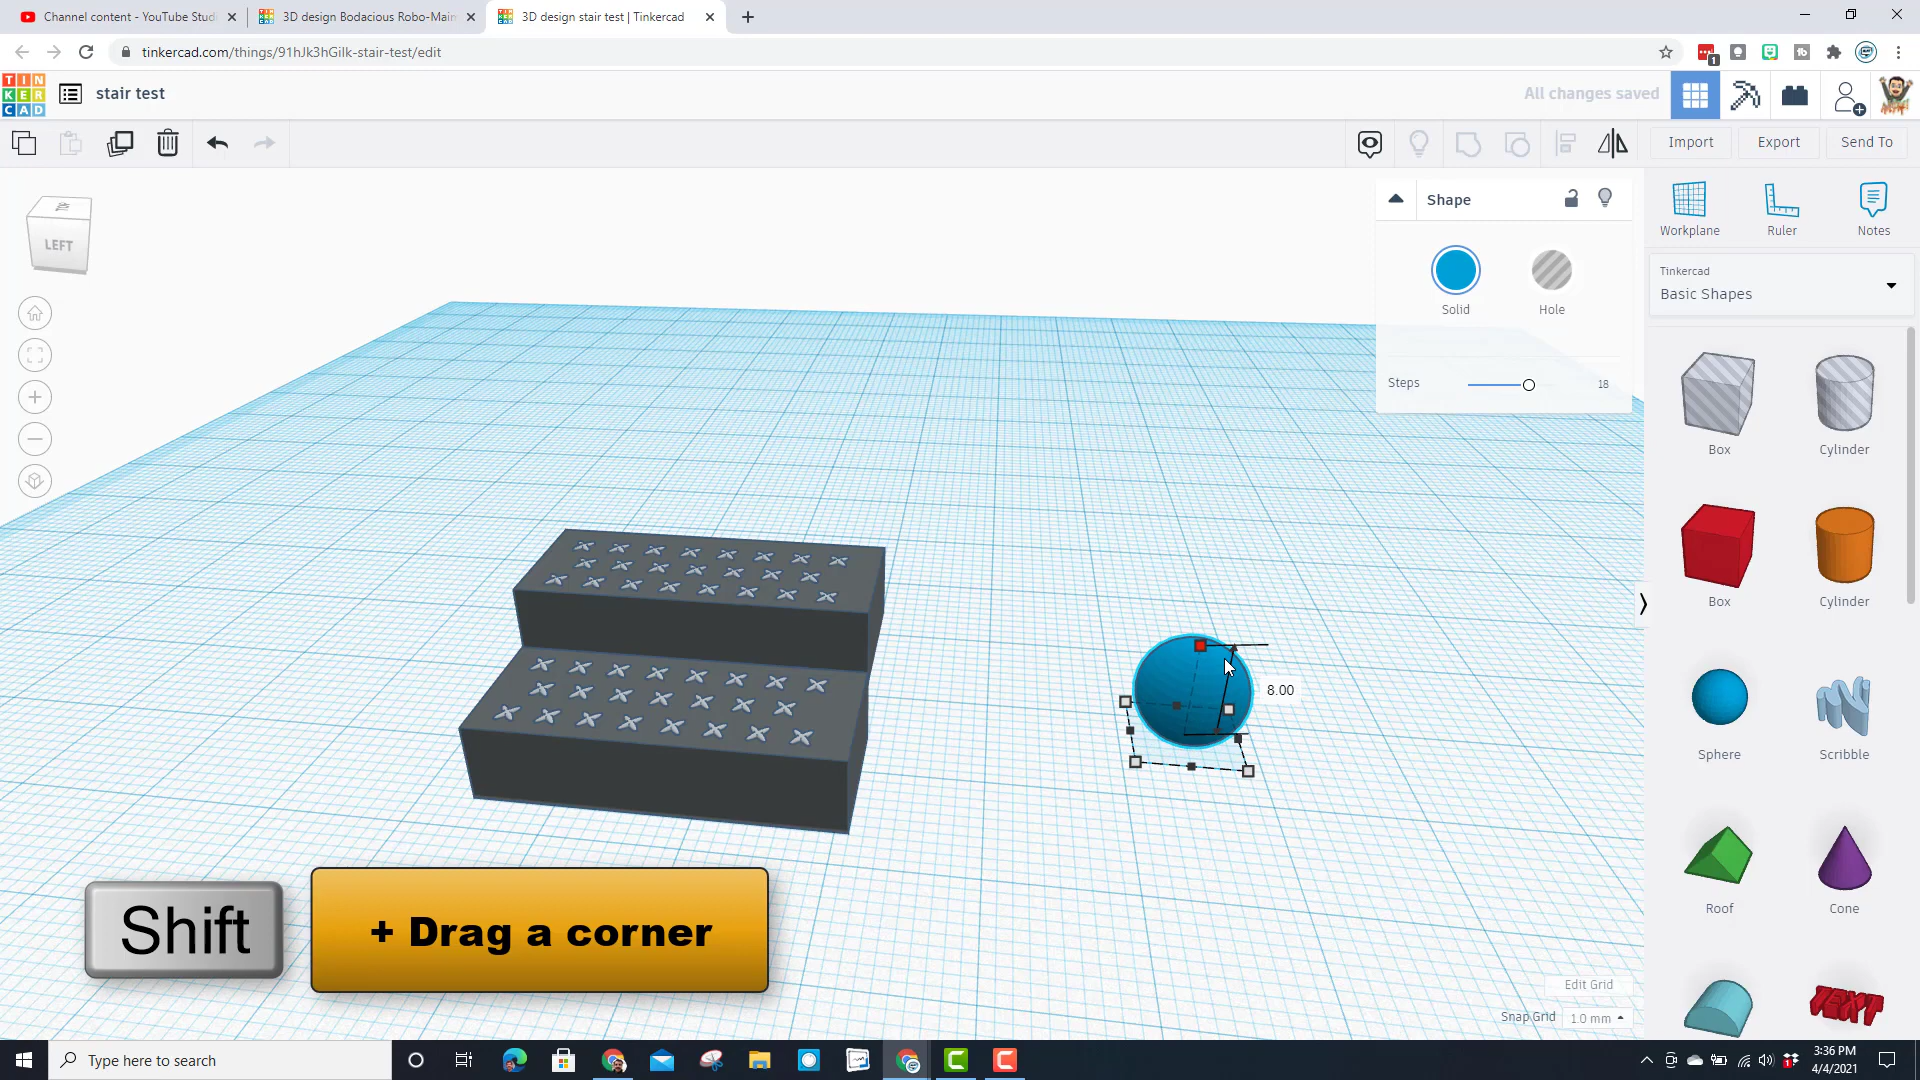 Channel content - YouTube Studi
3D design Bodacious Robo-Main
3D design stair test | Tinkercad
tinkercad.com/things/91hJk3hGilk-stair-test/edit
1
TIN
KER
CAD
stair test
All changes saved
Import
Export
Send To
LEFT
Shape
Solid
Hole
Steps
18
Workplane
Ruler
Notes
Tinkercad
Basic Shapes
Box
Cylinder
Box
Cylinder
Sphere
Scribble
Roof
Cone
TEXT
8.00
Shift
+ Drag a corner
Edit Grid
Snap Grid
1.0 mm
Type here to search
3:36 PM
4/4/2021